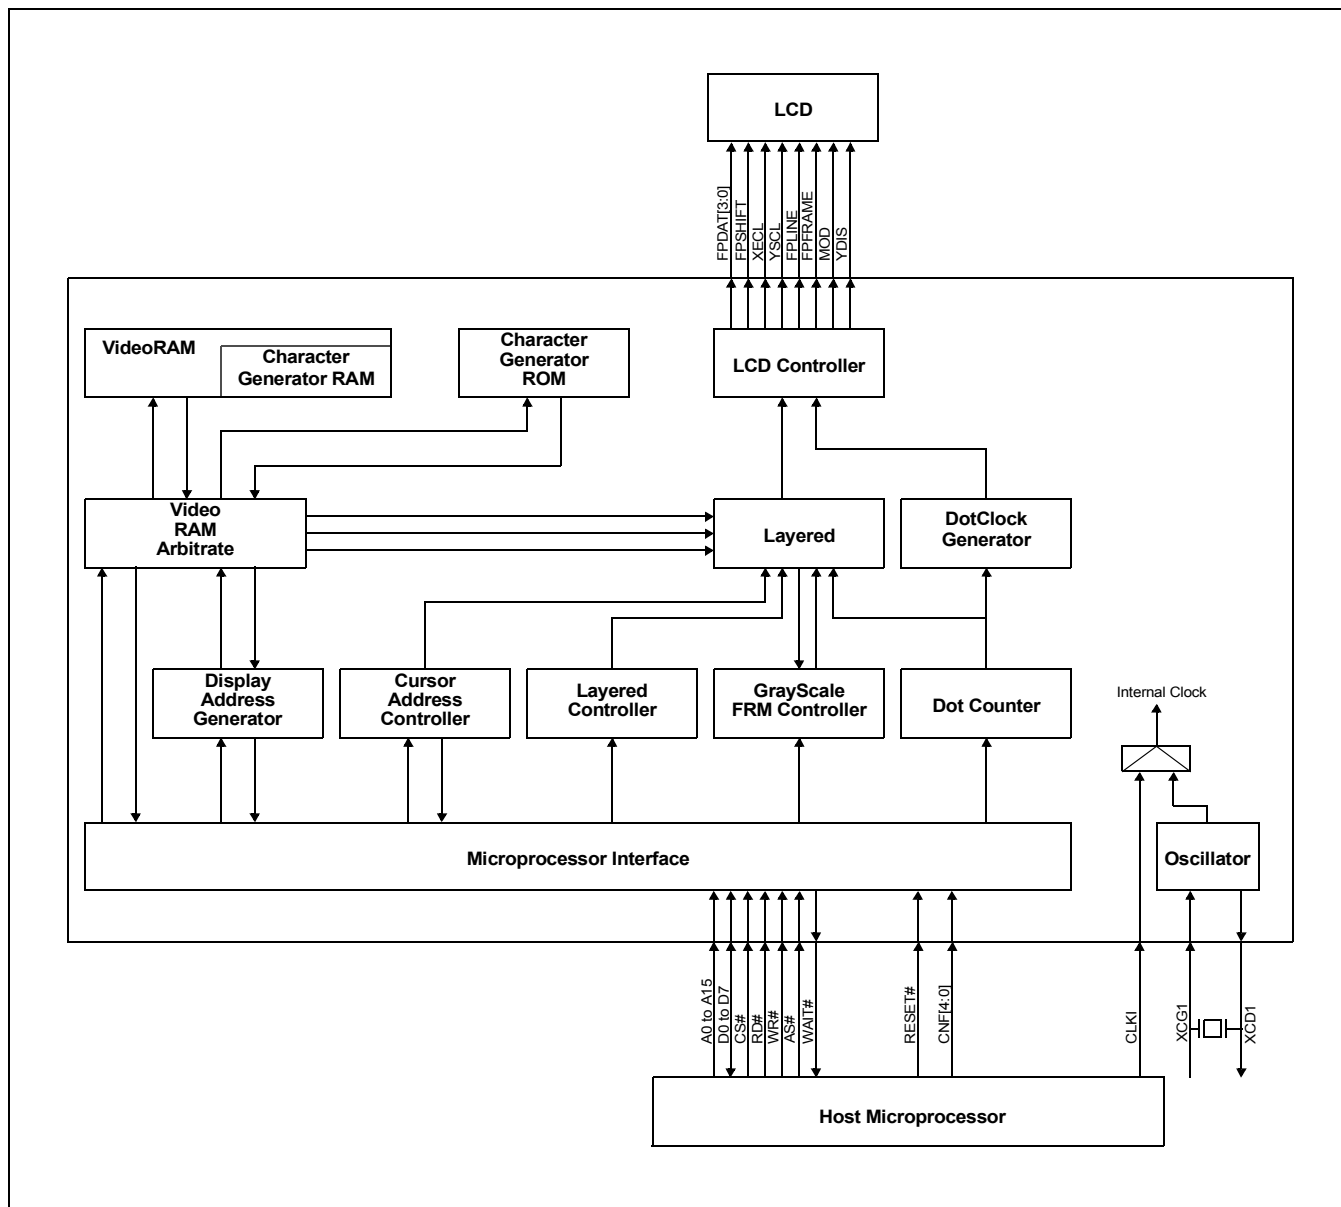 LCD
FPDAT[3:0]
FPSHIFT
XECL
YSCL
FPLINE
FPFRAME
MOD
YDIS
VideoRAM
Character
Generator RAM
Character
Generator
ROM
LCD Controller
Video
RAM
Arbitrate
Layered
DotClock
Generator
Display
Address
Generator
Cursor
Address
Controller
Layered
Controller
GrayScale
FRM Controller
Dot Counter
Internal Clock
Microprocessor Interface
Oscillator
A0 to A15
D0 to D7
CS#
RD#
WR#
AS#
WAIT#
RESET#
CNF[4:0]
CLKI
XCG1
XCD1
Host Microprocessor